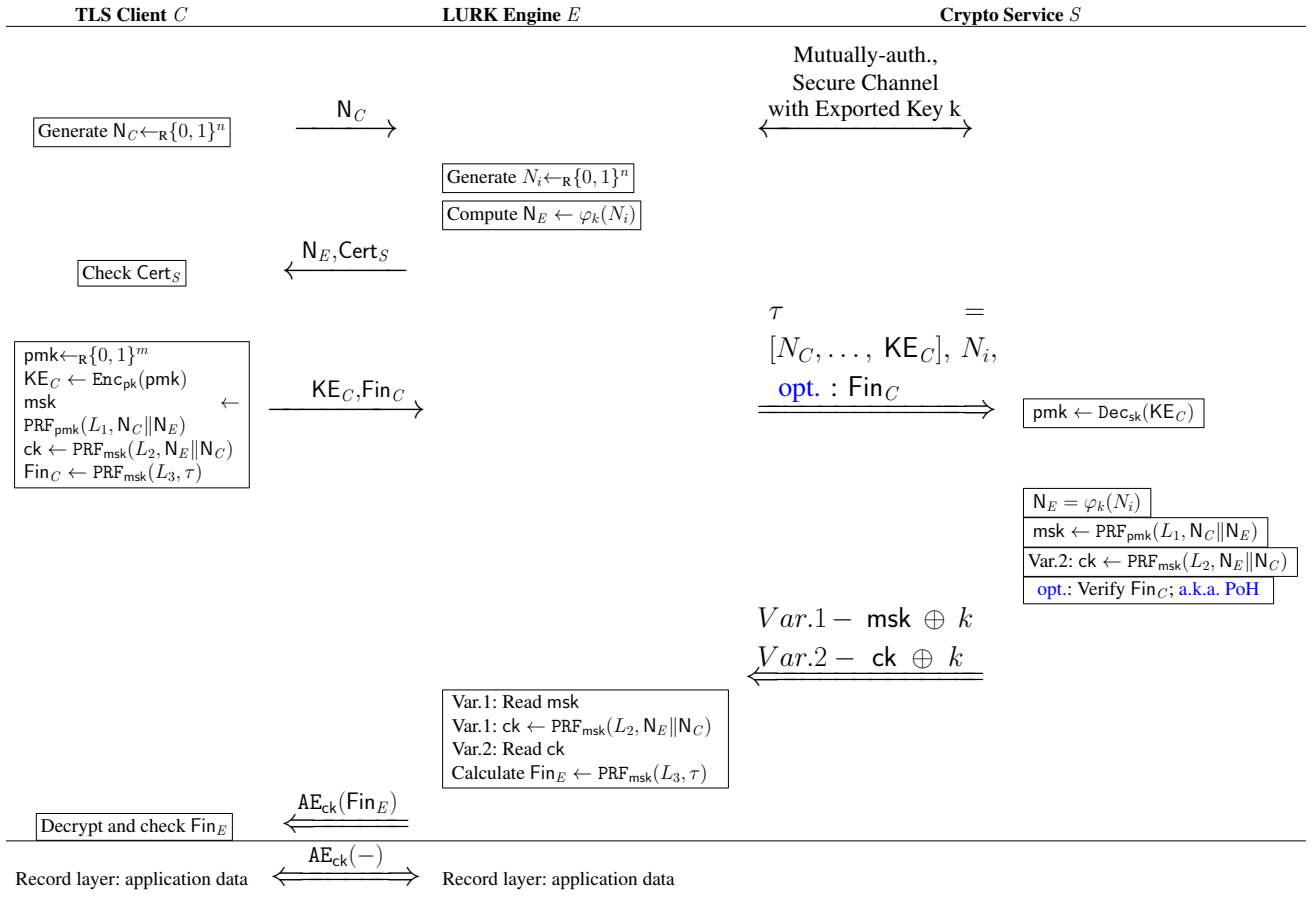 TLS Client C LURK Engine E Crypto Service S
Mutually-auth.,
Secure Channel
with Exported Key k
N_C
Generate N_C←_R{0, 1}^n
Generate N_i←_R{0, 1}^n
Compute N_E ← φ_k(N_i)
N_E,Cert_S
Check Cert_S
τ =
[N_C, . . . , KE_C], N_i,
opt. : Fin_C
pmk←_R{0, 1}^m
KE_C ← Enc_pk(pmk)
msk ←
PRF_pmk(L_1, N_C‖N_E)
ck ← PRF_msk(L_2, N_E‖N_C)
Fin_C ← PRF_msk(L_3, τ)
KE_C,Fin_C
pmk ← Dec_sk(KE_C)
N_E = φ_k(N_i)
msk ← PRF_pmk(L_1, N_C‖N_E)
Var.2: ck ← PRF_msk(L_2, N_E‖N_C)
opt.: Verify Fin_C; a.k.a. PoH
Var.1 − msk ⊕ k
Var.2 − ck ⊕ k
Var.1: Read msk
Var.1: ck ← PRF_msk(L_2, N_E‖N_C)
Var.2: Read ck
Calculate Fin_E ← PRF_msk(L_3, τ)
AE_ck(Fin_E)
Decrypt and check Fin_E
AE_ck(−)
Record layer: application data Record layer: application data